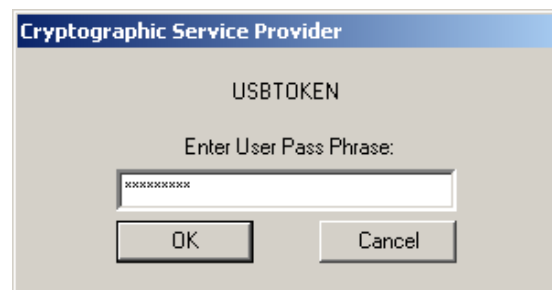 Cryptographic Service Provider
USBTOKEN
Enter User Pass Phrase:
*********
OK Cancel